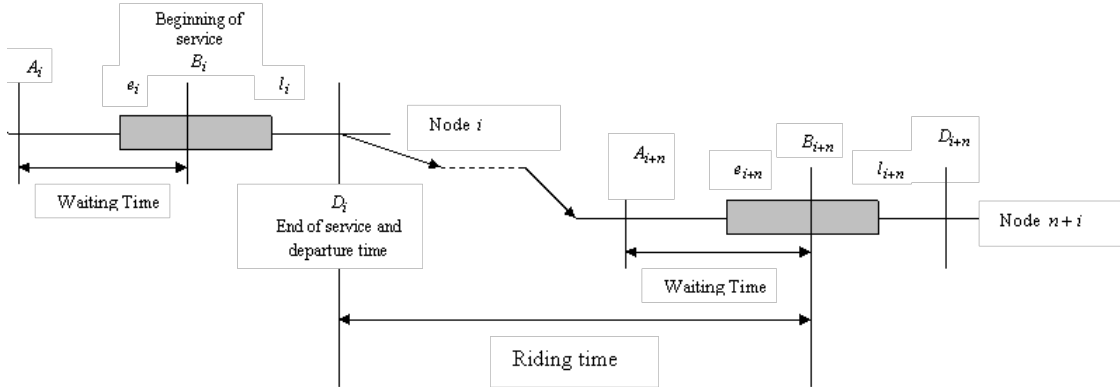 Beginning of
service
B_i
A_i
e_i
l_i
Node i
Waiting Time
D_i
End of service and
departure time
A_{i+n}
e_{i+n}
B_{i+n}
l_{i+n}
D_{i+n}
Node n+i
Waiting Time
Riding time